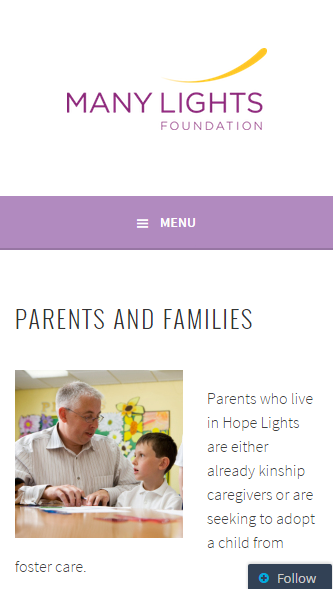 MANY LIGHTS
FOUNDATION
MENU
PARENTS AND FAMILIES
Parents who live
in Hope Lights
are either
already kinship
caregivers or are
seeking to adopt
a child from
foster care.
Follow